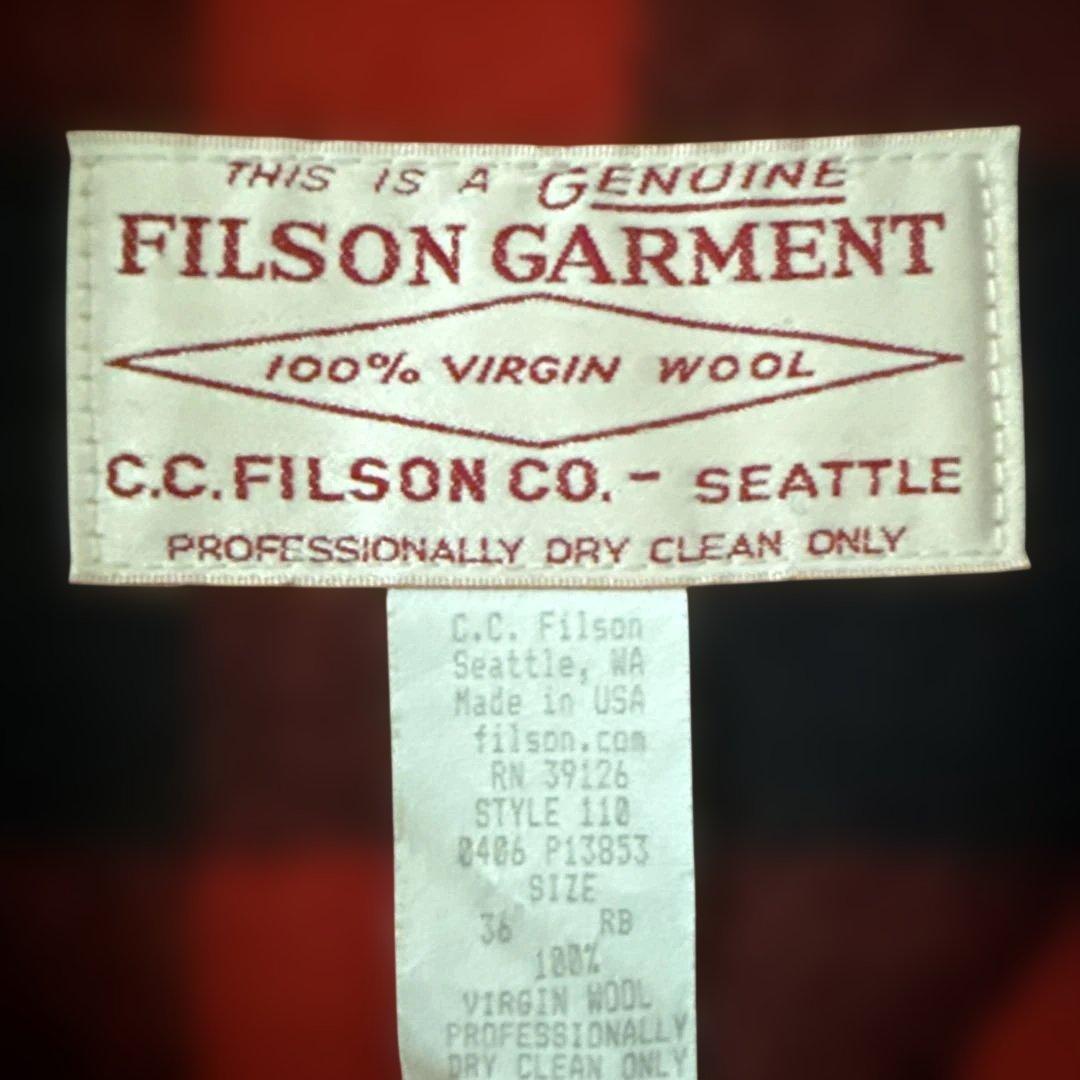 THIS IS A GENUINE
FILSON GARMENT
100% VIRGIN WOOL
C.C. FILSON CO. - SEATTLE
PROFESSIONALLY DRY CLEAN ONLY
C.C. Filson
Seattle, WA
Made in USA
filson.com
RN 39126
STYLE 110
0406 P13853
SIZE
36 RB
100%
VIRGIN WOOL
PROFESSIONALLY
DRY CLEAN ONLY